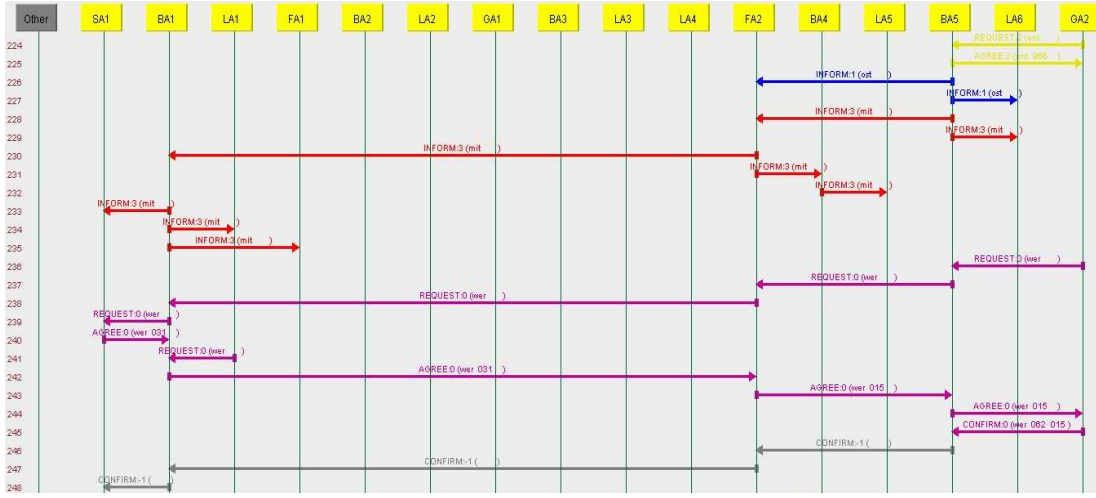 Other SA1 BA1 LA1 FA1 BA2 LA2 GA1 BA3 LA3 LA4 FA2 BA4 LA5 BA5 LA6 GA2
224 REQUEST:2 (ent )
225 AGREE:2 (ent 968 )
226 INFORM:1 (ost )
227 INFORM:1 (ost )
228 INFORM:3 (mit )
229 INFORM:3 (mit )
230 INFORM:3 (mit )
231 INFORM:3 (mit )
232 INFORM:3 (mit )
233 INFORM:3 (mit )
234 INFORM:3 (mit )
235 INFORM:3 (mit )
236 REQUEST:0 (wer )
237 REQUEST:0 (wer )
238 REQUEST:0 (wer )
239 REQUEST:0 (wer )
240 AGREE:0 (wer 031 )
241 REQUEST:0 (wer )
242 AGREE:0 (wer 031 )
243 AGREE:0 (wer 015 )
244 AGREE:0 (wer 015 )
245 CONFIRM:0 (wer 062 015 )
246 CONFIRM:-1 ( )
247 CONFIRM:-1 ( )
248 CONFIRM:-1 ( )